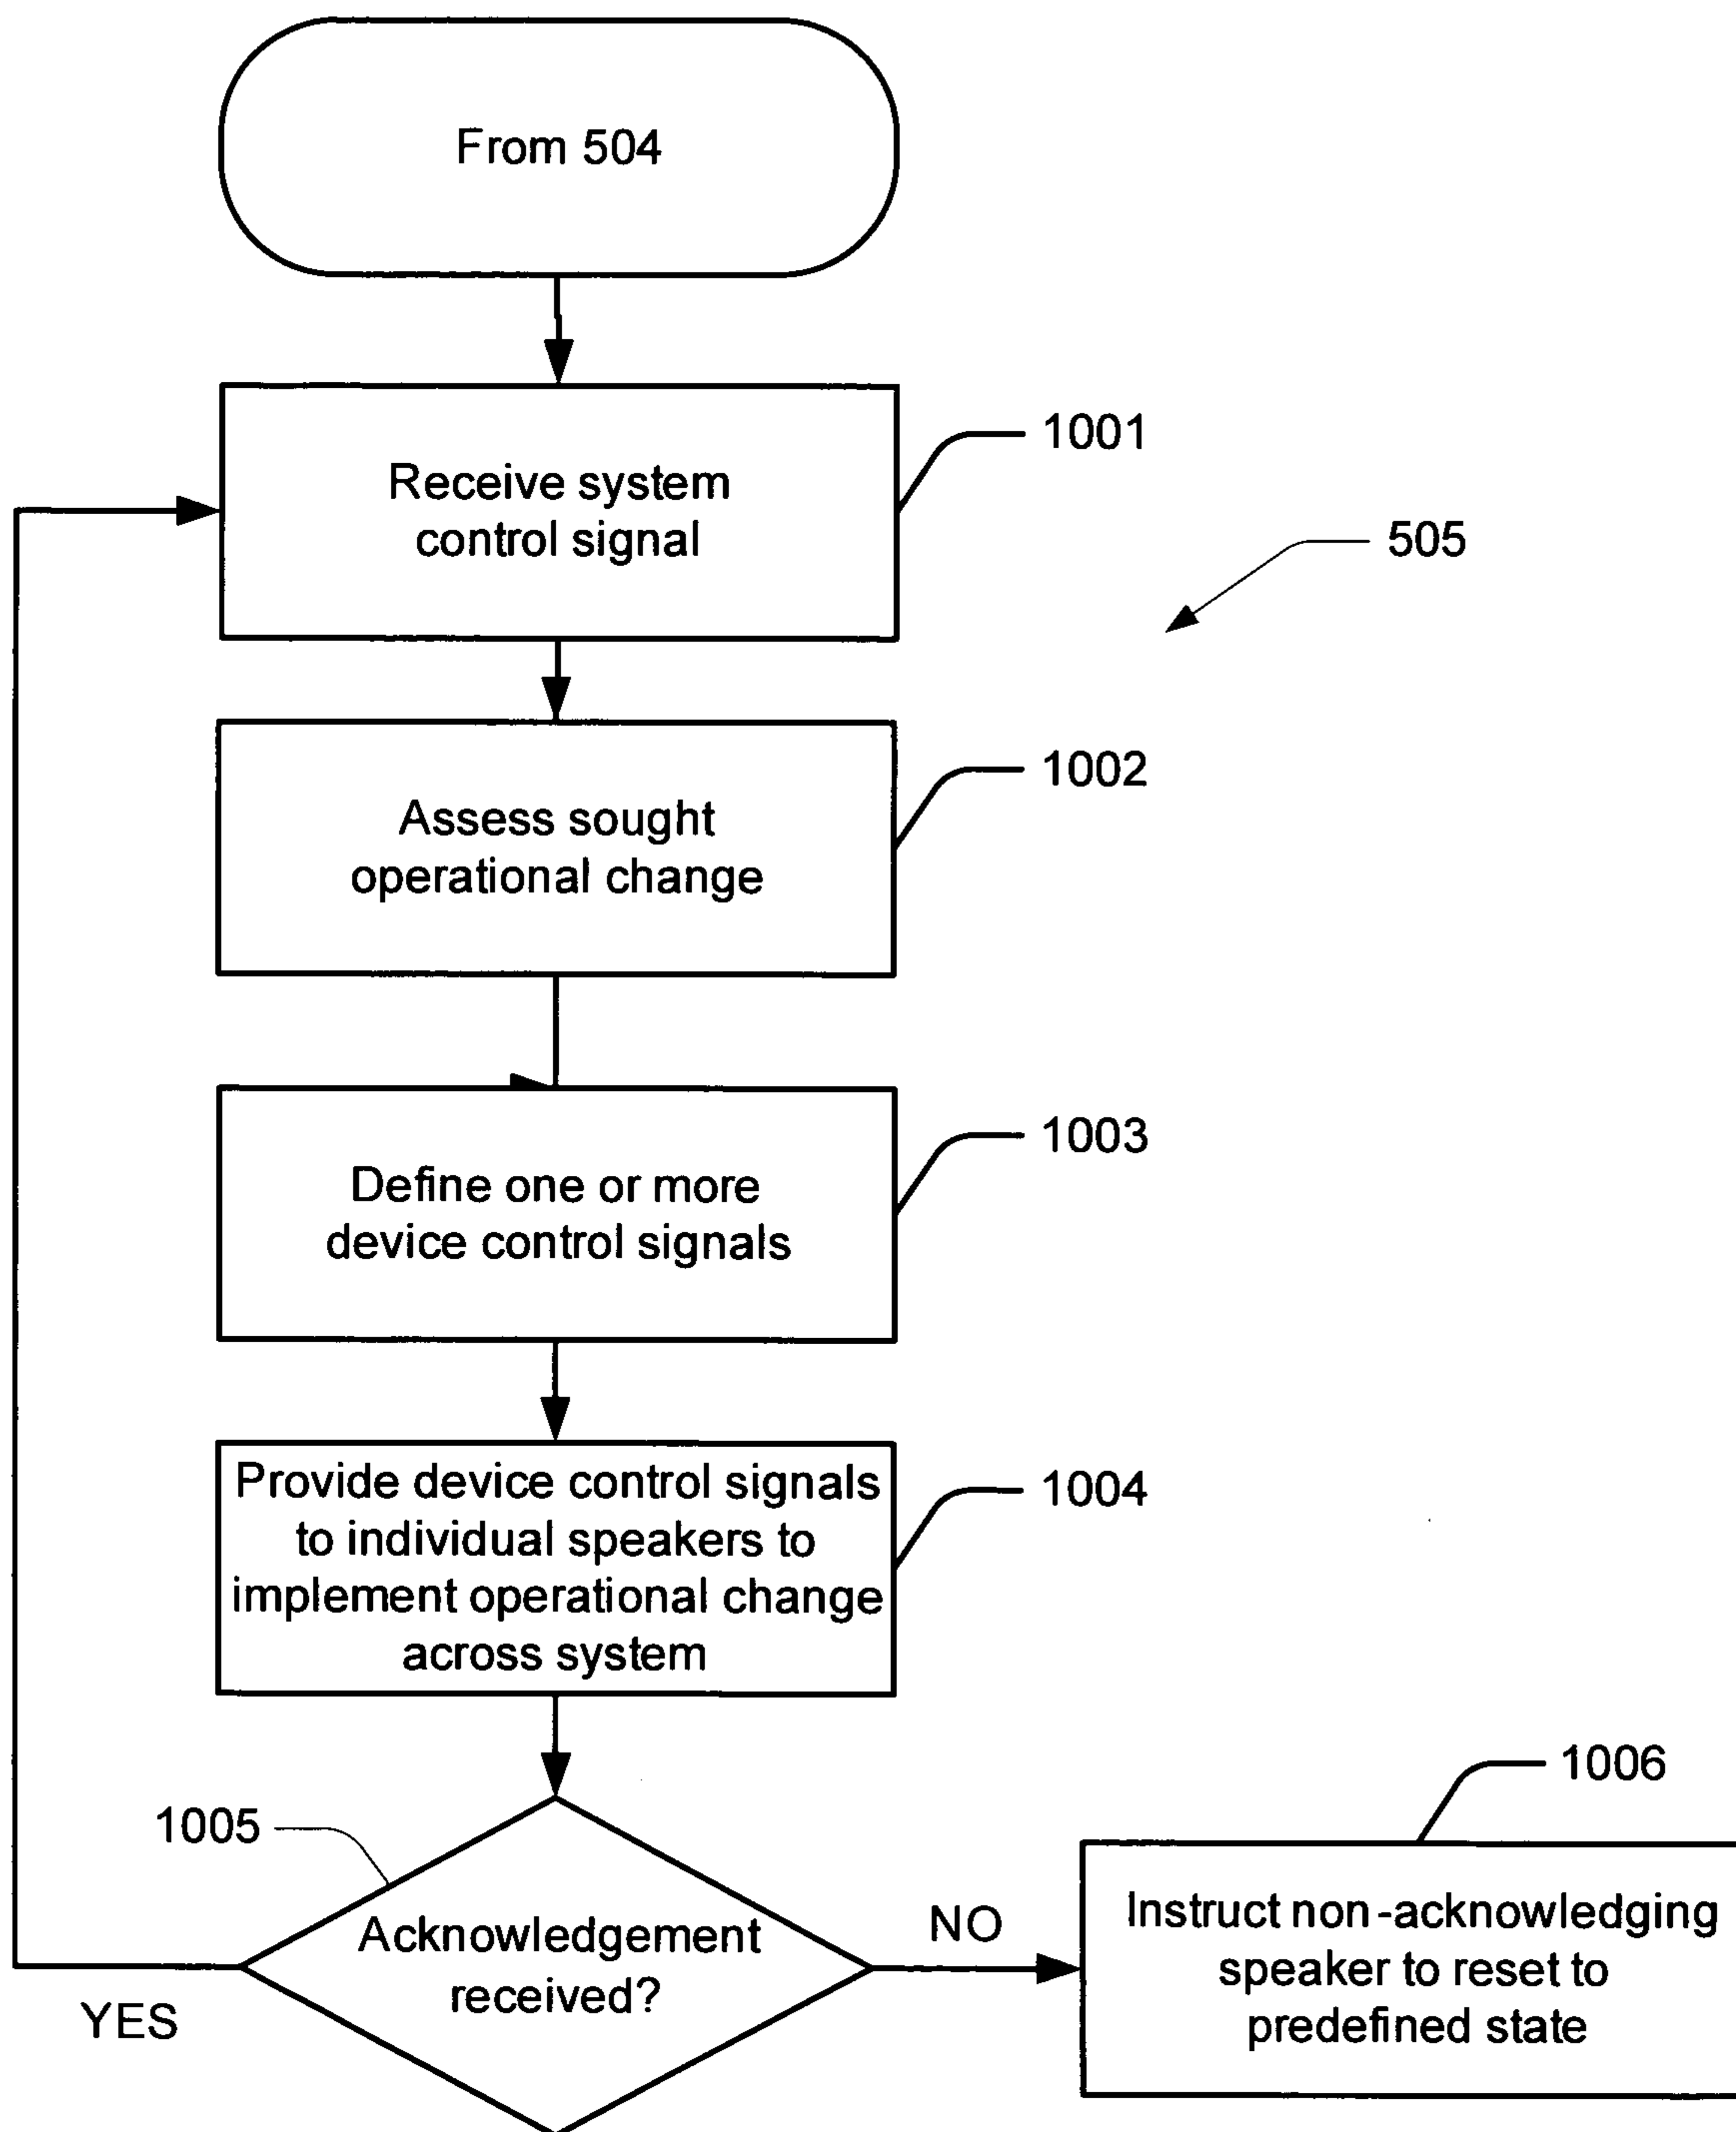 From 504
1001
Receive system
control signal
505
1002
Assess sought
operational change
1003
Define one or more
device control signals
1004
Provide device control signals
to individual speakers to
implement operational change
across system
1005
Acknowledgement
received?
YES
NO
1006
Instruct non-acknowledging
speaker to reset to
predefined state